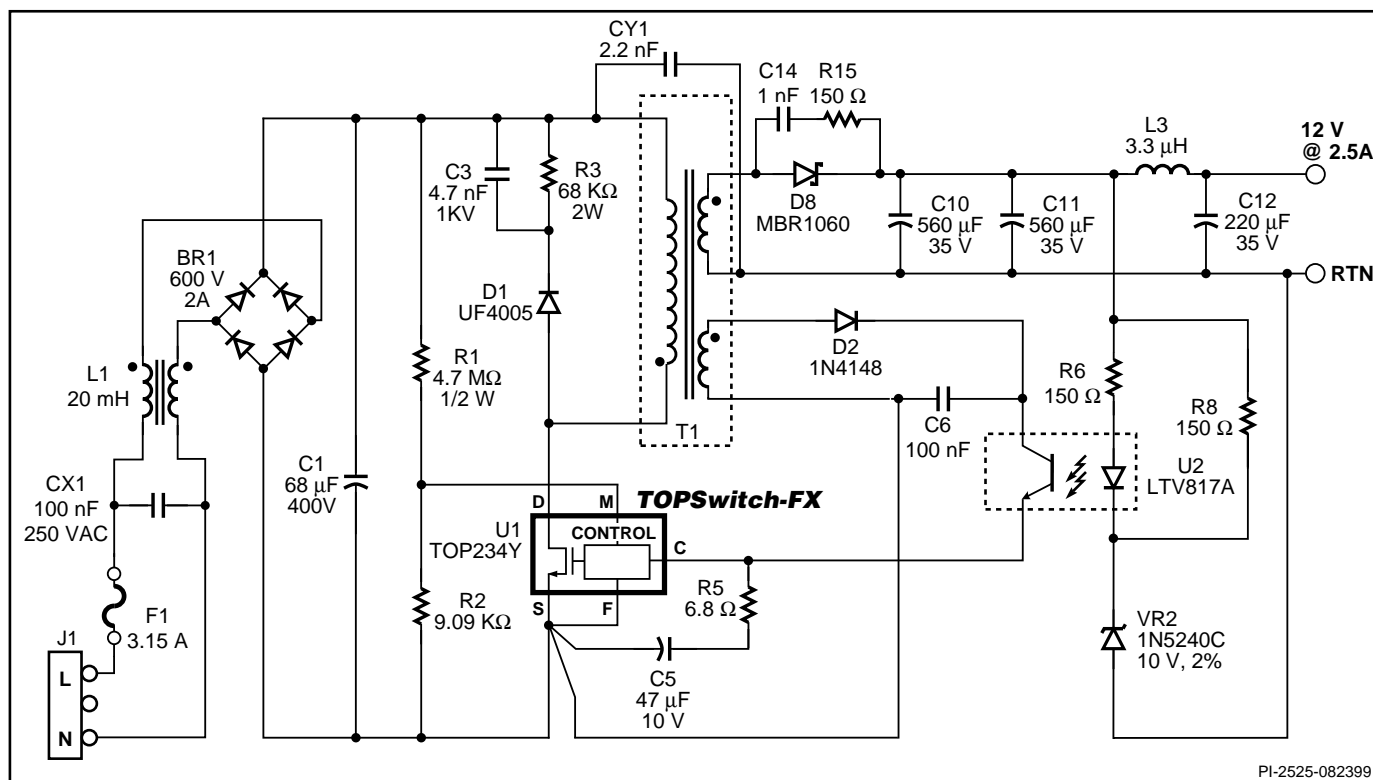 CY1
2.2 nF
C14
1 nF
R15
150 Ω
L3
3.3 µH
12 V
@ 2.5A
C3
4.7 nF
1KV
R3
68 KΩ
2W
D8
MBR1060
C10
560 µF
35 V
C11
560 µF
35 V
C12
220 µF
35 V
RTN
BR1
600 V
2A
D1
UF4005
D2
1N4148
L1
20 mH
R1
4.7 MΩ
1/2 W
T1
C6
100 nF
R6
150 Ω
R8
150 Ω
U2
LTV817A
CX1
100 nF
250 VAC
C1
68 µF
400V
TOPSwitch-FX
D
M
U1
TOP234Y
CONTROL
C
S
F
R2
9.09 KΩ
R5
6.8 Ω
C5
47 µF
10 V
VR2
1N5240C
10 V, 2%
F1
3.15 A
J1
L
N
PI-2525-082399